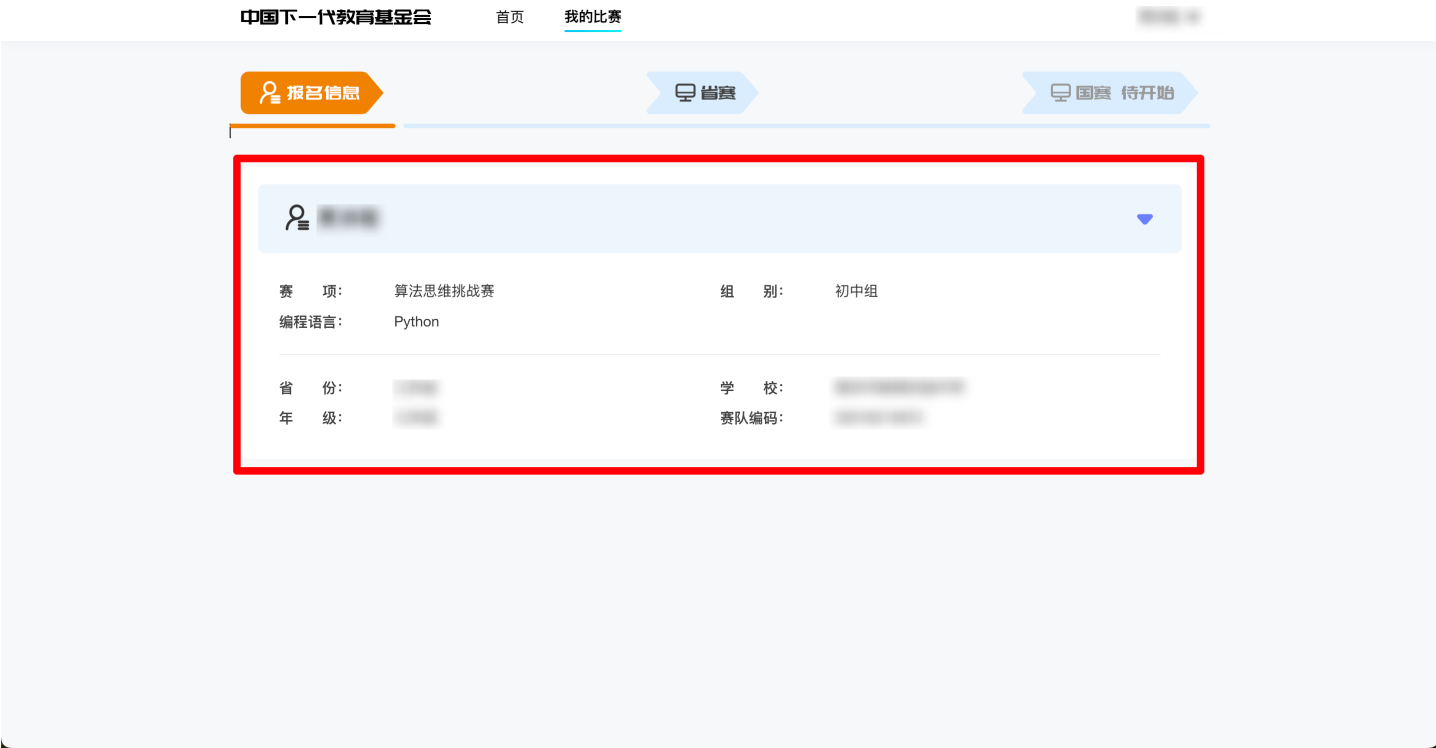 中国下一代教育基金会 首页 我的比赛
报名信息 省赛 国赛 待开始
赛 项: 算法思维挑战赛 组 别: 初中组
编程语言: Python
省 份: 学 校:
年 级: 赛队编码: